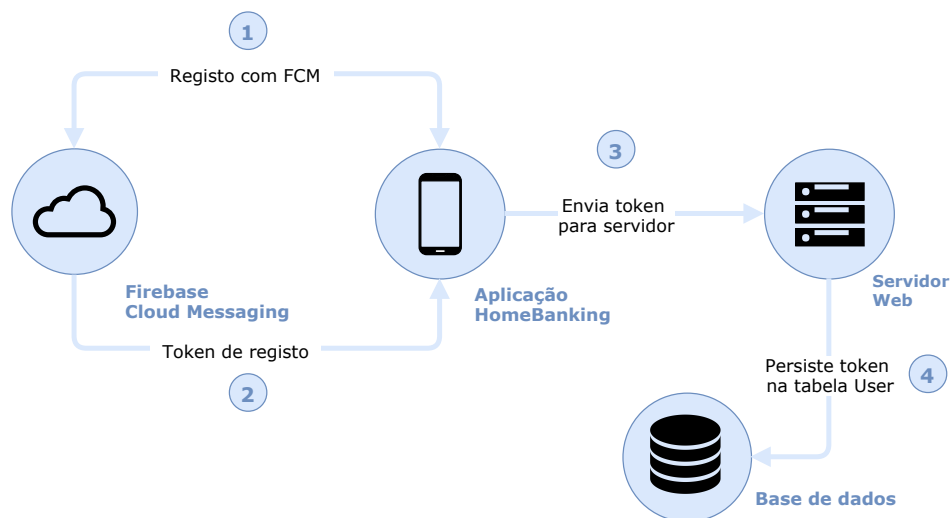 1
Registo com FCM
3
Envia token
para servidor
Firebase
Cloud Messaging
Aplicação
HomeBanking
Servidor
Web
Token de registo
2
Persiste token
na tabela User
4
Base de dados